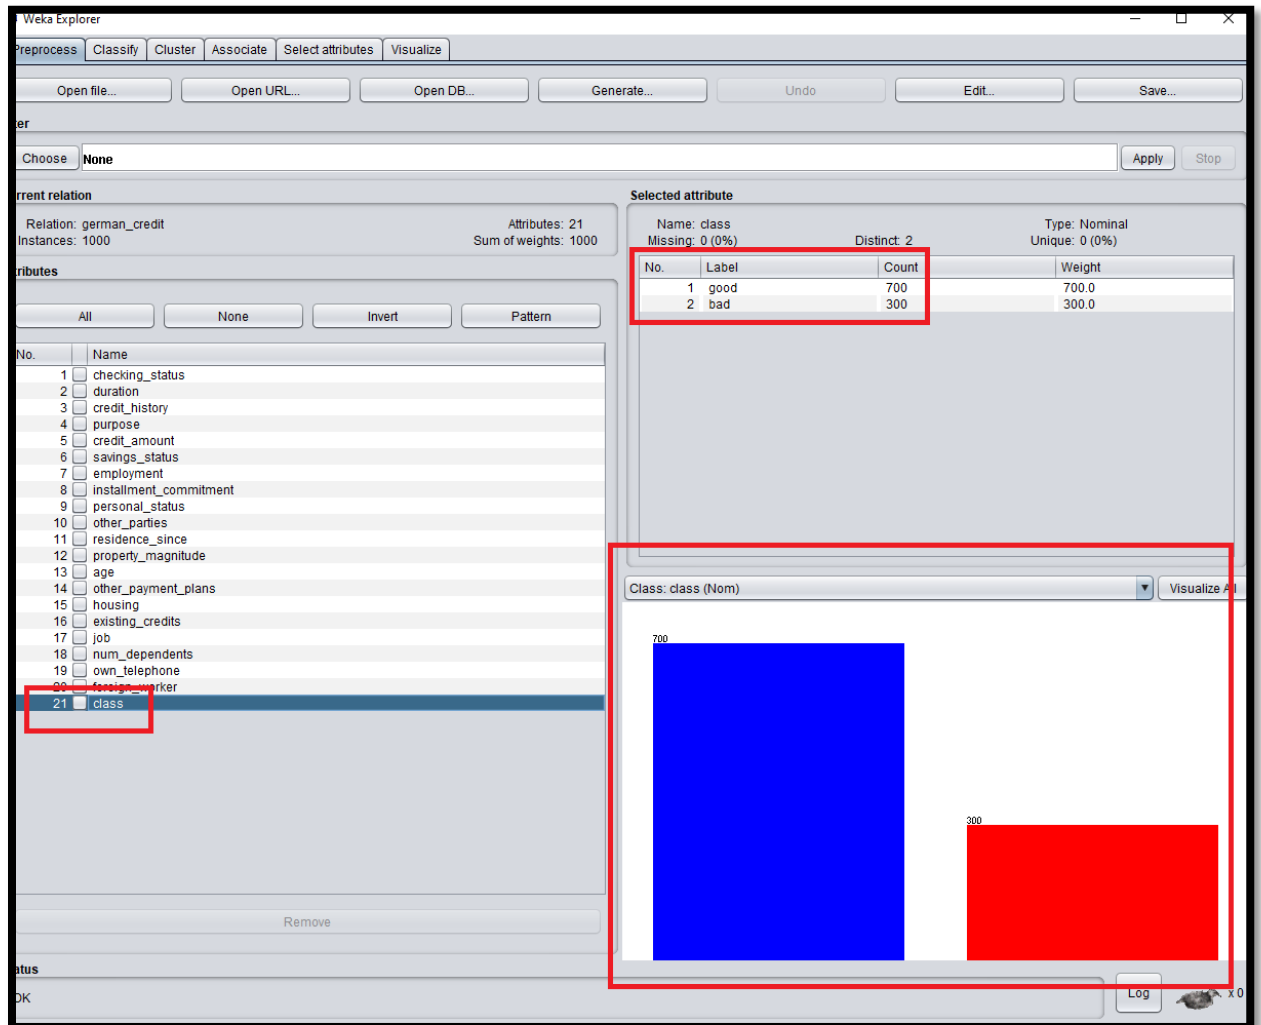 Weka Explorer
Preprocess Classify Cluster Associate Select attributes Visualize
Open file... Open URL... Open DB... Generate... Undo Edit... Save...
ter
Choose None Apply Stop
rrent relation
Relation: german_credit Attributes: 21
Instances: 1000 Sum of weights: 1000
tributes
All None Invert Pattern
No. Name
1 checking_status
2 duration
3 credit_history
4 purpose
5 credit_amount
6 savings_status
7 employment
8 installment_commitment
9 personal_status
10 other_parties
11 residence_since
12 property_magnitude
13 age
14 other_payment_plans
15 housing
16 existing_credits
17 job
18 num_dependents
19 own_telephone
20 foreign_worker
21 class
Remove
Selected attribute
Name: class Type: Nominal
Missing: 0 (0%) Distinct: 2 Unique: 0 (0%)
No. Label Count Weight
1 good 700 700.0
2 bad 300 300.0
Class: class (Nom) Visualize All
700
300
atus
OK
Log x 0